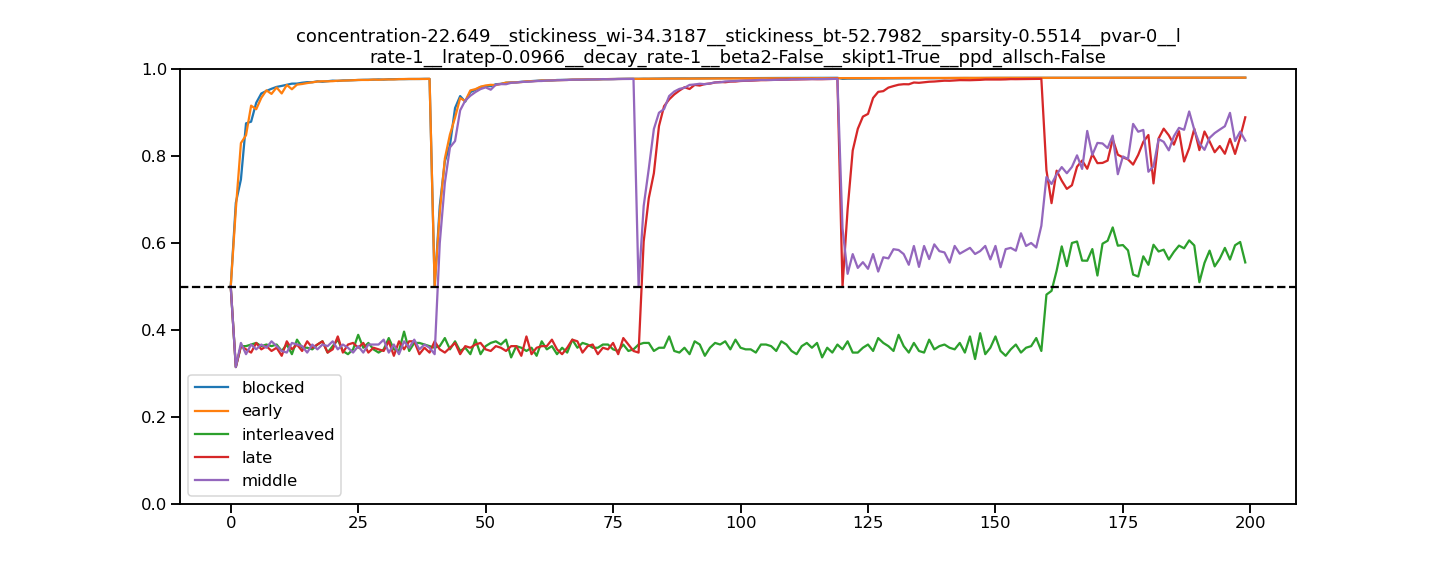 concentration-22.649__stickiness_wi-34.3187__stickiness_bt-52.7982__sparsity-0.5514__pvar-0__l
rate-1__lratep-0.0966__decay_rate-1__beta2-False__skipt1-True__ppd_allsch-False
1.0
0.8
0.6
0.4
0.2
0.0
blocked
early
interleaved
late
middle
0 25 50 75 100 125 150 175 200